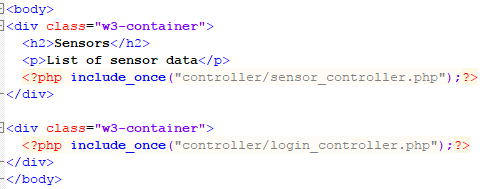 <body>
<div class="w3-container">
<h2>Sensors</h2>
<p>List of sensor data</p>
<?php include_once("controller/sensor_controller.php");?>
</div>
<div class="w3-container">
<?php include_once("controller/login_controller.php");?>
</div>
</body>